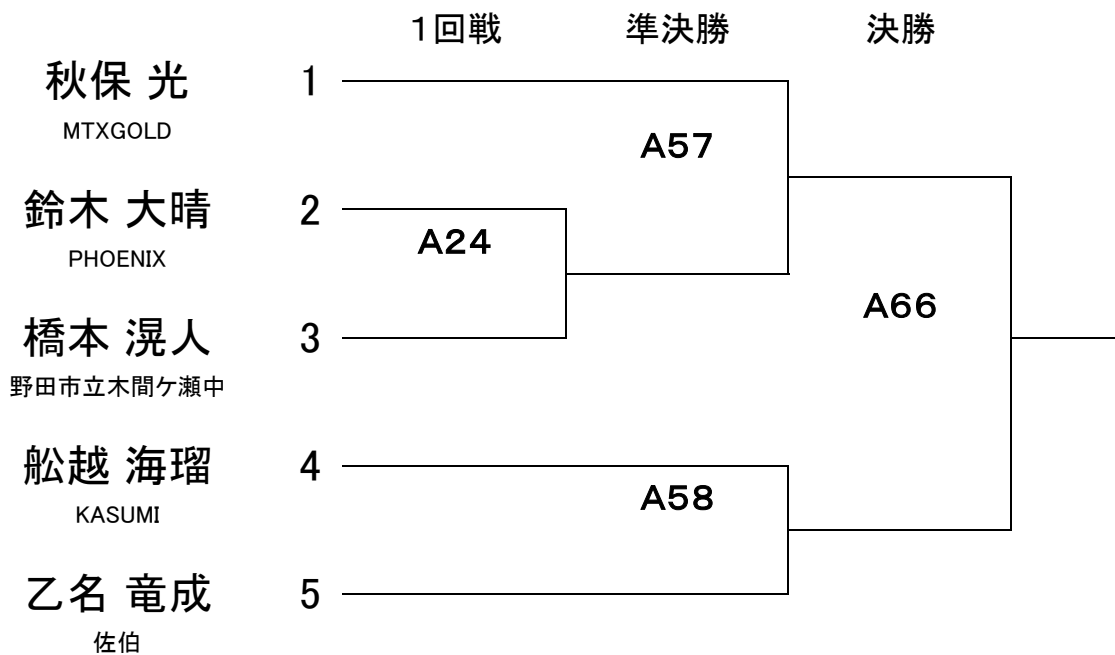 １回戦 準決勝 決勝
秋保 光 1
MTXGOLD
A57
鈴木 大晴 2
A24
PHOENIX
A66
橋本 滉人 3
野田市立木間ケ瀬中
舩越 海瑠 4
A58
KASUMI
乙名 竜成 5
佐伯